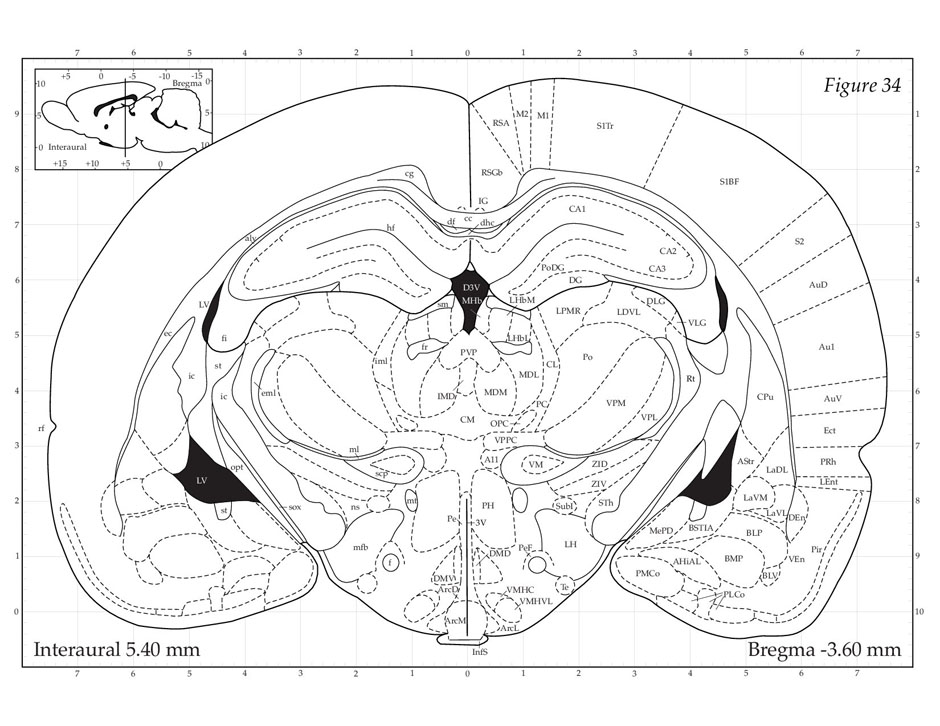 7 6 5 4 3 2 1 0 1 2 3 4 5 6 7
+5 0 -5 -10 -15
Bregma
10 0
5 5
0 Interaural 10
+15 +10 +5 0
Figure 34
9 1
8 2
7 3
6 4
5 5
4 6
3 7
2 8
1 9
0 10
RSA M2 M1 S1Tr
cg RSGb S1BF
IG
df cc dhc CA1
alv hf CA2 S2
PoDG CA3
DG AuD
D3V
MHb LHbM DLG
LV sm LPMR LDVL VLG
ec fi fr LHbL Au1
PVP
iml Po
st CL
ic MDL Rt
eml IMD MDM CPu
ic PC VPM AuV
CM OPC VPL
rf VPPC Ect
ml A11 VM ZID AStr PRh
scp LaDL
opt ZIV LEnt
LV
mt PH SubI STh LaVM
st sox ns LaVL DEn
Pe 3V MePD BSTIA
BLP
mfb PeF LH Pir
DMD VEn
f AHiAL BMP
PMCo BLV
DMV
ArcD VMHC Te PLCo
VMHVL
ArcM ArcL
InfS
Interaural 5.40 mm
Bregma -3.60 mm
7 6 5 4 3 2 1 0 1 2 3 4 5 6 7